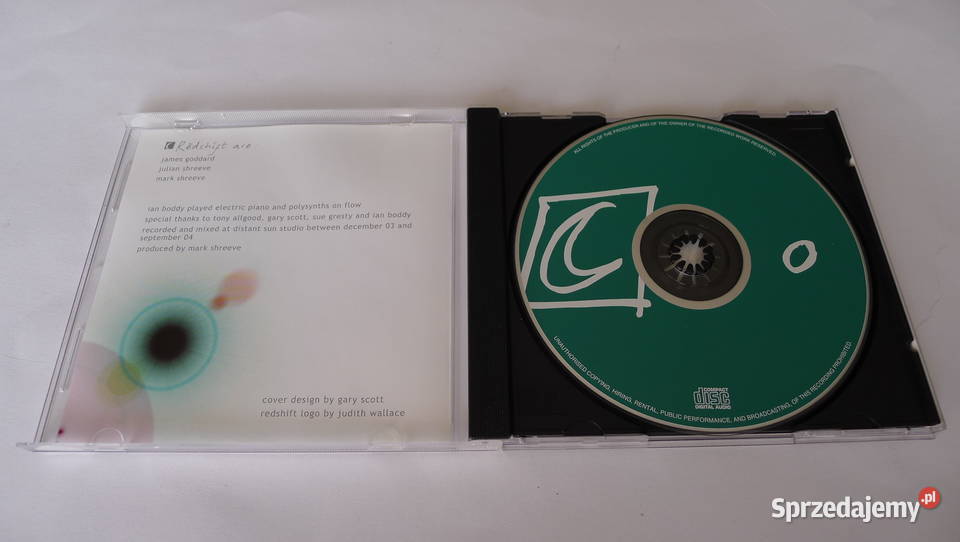 Redshift are
james goddard
julian shreeve
mark shreeve
ian boddy played electric piano and polysynths on flow
special thanks to tony allgood, gary scott, sue gresty and ian boddy
recorded and mixed at distant sun studio between december 03 and
september 04
produced by mark shreeve
cover design by gary scott
redshift logo by judith wallace
ALL RIGHTS OF THE PRODUCER AND OF THE OWNER OF THE RECORDED WORK RESERVED.
O
UNAUTHORISED COPYING, HIRING, RENTAL, PUBLIC PERFORMANCE, AND BROADCASTING, OF THIS RECORDING PROHIBITED.
COMPACT
disc
DIGITAL AUDIO
Sprzedajemy.pl